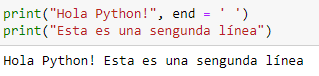 print("Hola Python!", end = ' ')
print("Esta es una sengunda línea")
Hola Python! Esta es una sengunda línea